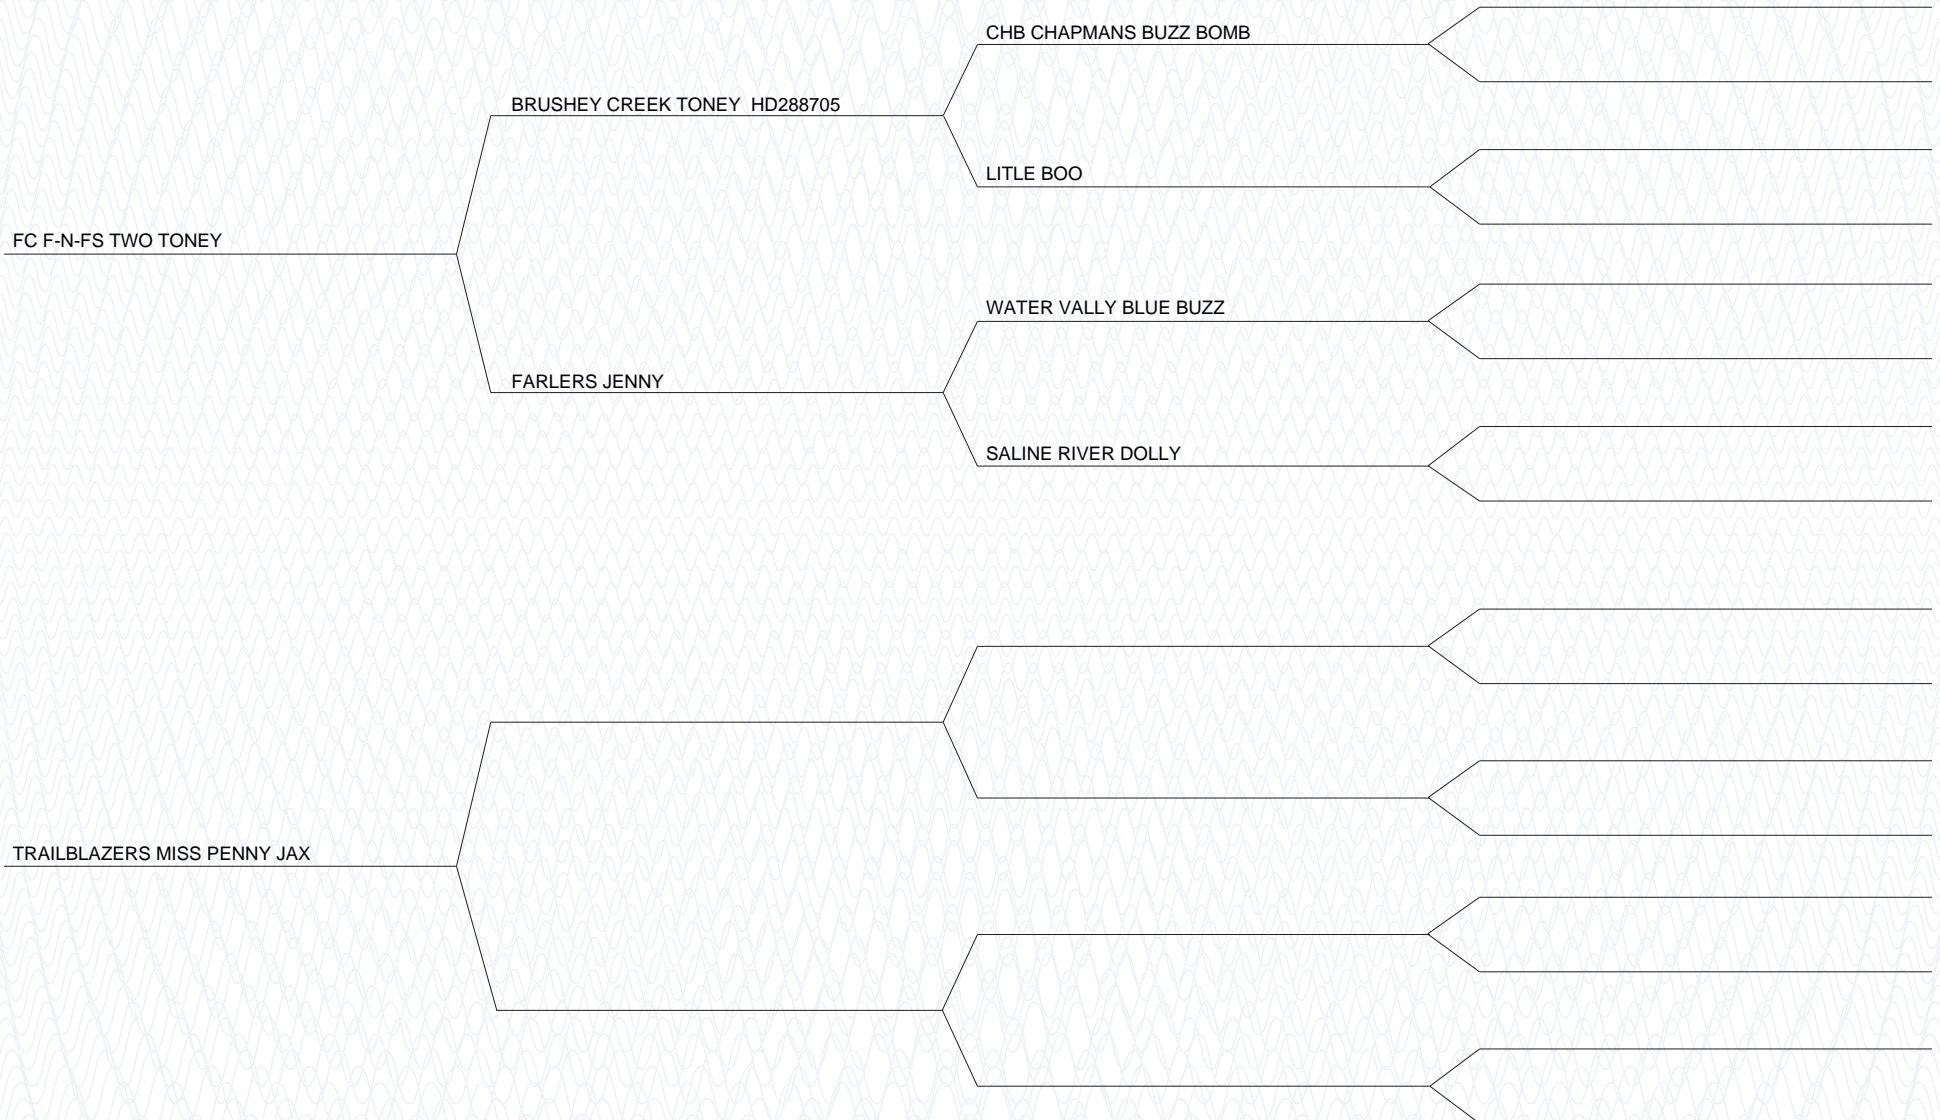 CHB CHAPMANS BUZZ BOMB
BRUSHEY CREEK TONEY  HD288705
LITLE BOO
FC F-N-FS TWO TONEY
WATER VALLY BLUE BUZZ
FARLERS JENNY
SALINE RIVER DOLLY
TRAILBLAZERS MISS PENNY JAX